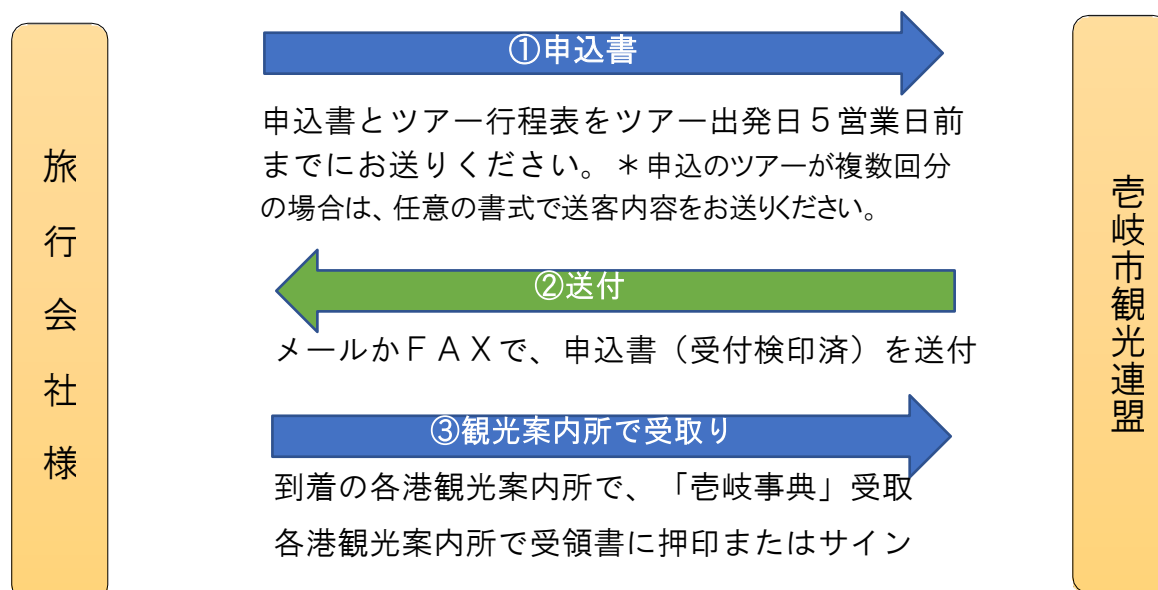 旅行会社様
①申込書
申込書とツアー行程表をツアー出発日５営業日前
までにお送りください。＊申込のツアーが複数回分
の場合は、任意の書式で送客内容をお送りください。
②送付
メールかＦＡＸで、申込書（受付検印済）を送付
③観光案内所で受取り
到着の各港観光案内所で、「壱岐事典」受取
各港観光案内所で受領書に押印またはサイン
壱岐市観光連盟